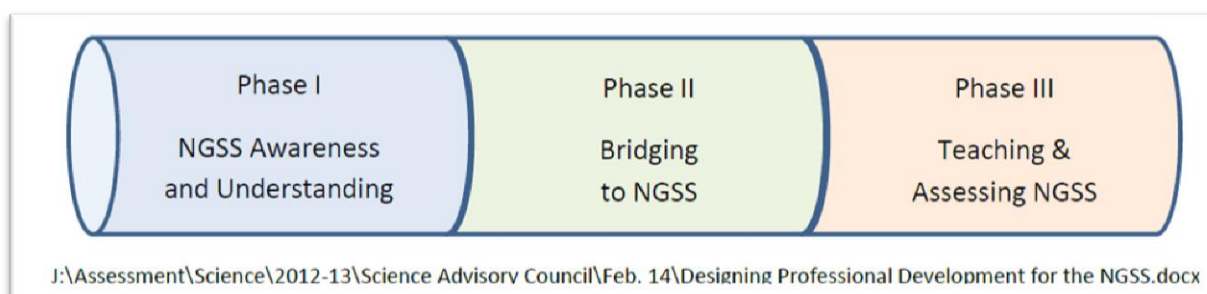 Phase I
NGSS Awareness
and Understanding
Phase II
Bridging
to NGSS
Phase III
Teaching &
Assessing NGSS
J:\Assessment\Science\2012-13\Science Advisory Council\Feb. 14\Designing Professional Development for the NGSS.docx